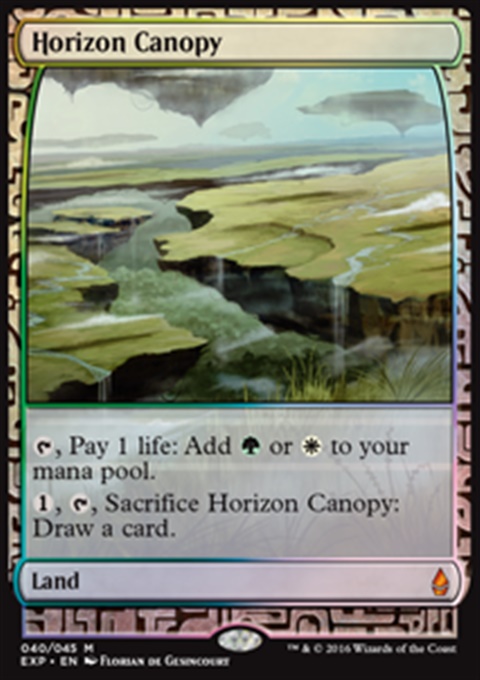 Horizon Canopy
, Pay 1 life: Add or to your
mana pool.
1, , Sacrifice Horizon Canopy:
Draw a card.
Land
040/045 M
EXP • EN Florian de Gesincourt
™ & © 2016 Wizards of the Coast